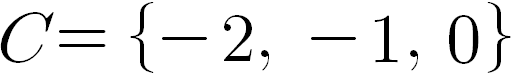 C = {−2, −1, 0}